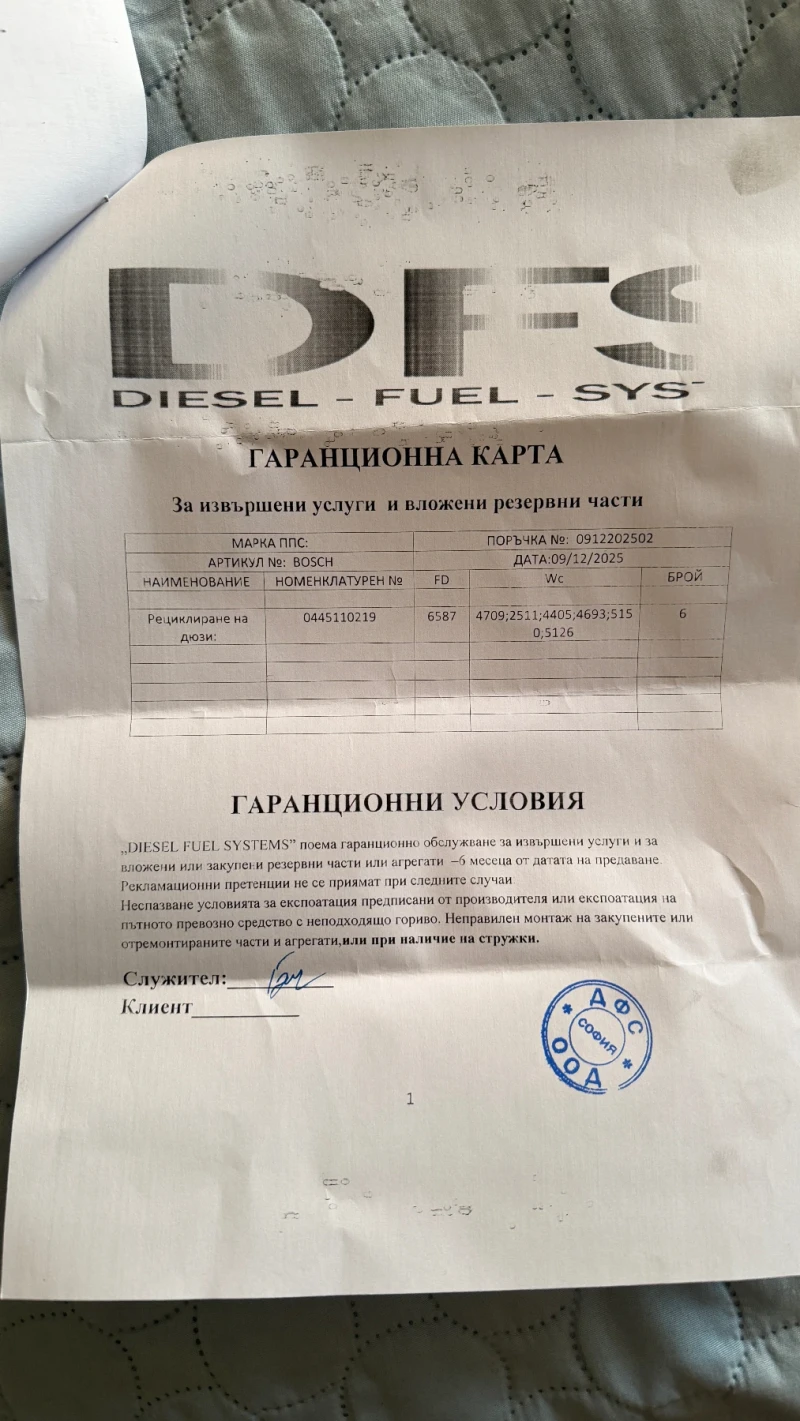 DFS
DIESEL - FUEL - SYS
ГАРАНЦИОННА КАРТА
За извършени услуги и вложени резервни части
МАРКА ППС: ПОРЪЧКА №: 0912202502
АРТИКУЛ №: BOSCH ДАТА:09/12/2025
НАИМЕНОВАНИЕ НОМЕНКЛАТУРЕН № FD Wc БРОЙ
Рециклиране на 0445110219 6587 4709;2511;4405;4693;515 6
дюзи: 0;5126
ГАРАНЦИОННИ УСЛОВИЯ
„DIESEL FUEL SYSTEMS” поема гаранционно обслужване за извършени услуги и за
вложени или закупени резервни части или агрегати –6 месеца от датата на предаване.
Рекламационни претенции не се приямат при следните случаи
Неспазване условията за експоатация предписани от производителя или експоатация на
пътното превозно средство с неподходящо гориво. Неправилен монтаж на закупените или
отремонтираните части и агрегати,или при наличие на стружки.
Служител:
Клиент
ДФС
СОФИЯ
ООД
1